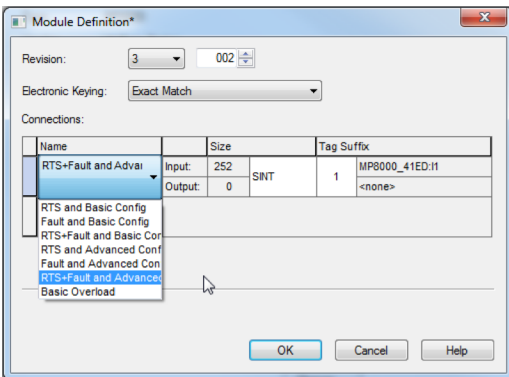 Module Definition*
Revision: 3 002
Electronic Keying: Exact Match
Connections:
Name Size Tag Suffix
RTS+Fault and Advar Input: 252 SINT 1 MP8000_41ED:I1
Output: 0 <none>
RTS and Basic Config
Fault and Basic Config
RTS+Fault and Basic Cor
RTS and Advanced Conf
Fault and Advanced Con
RTS+Fault and Advanced
Basic Overload
OK Cancel Help